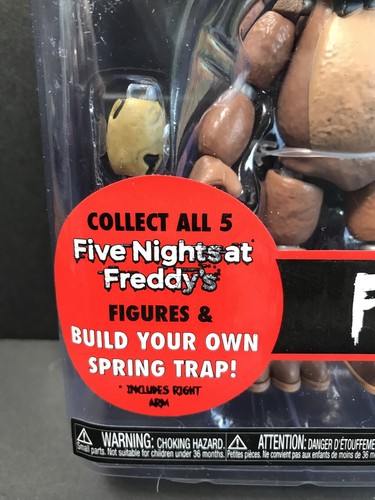 COLLECT ALL 5
Five Nights at
Freddy's
FIGURES &
BUILD YOUR OWN
SPRING TRAP!
* INCLUDES RIGHT
ARM
F
WARNING: CHOKING HAZARD.
Small parts. Not suitable for children under 36 months.
ATTENTION: DANGER D'ÉTOUFFEME
Petites pièces. Ne convient pas aux enfants de moins de 36 m